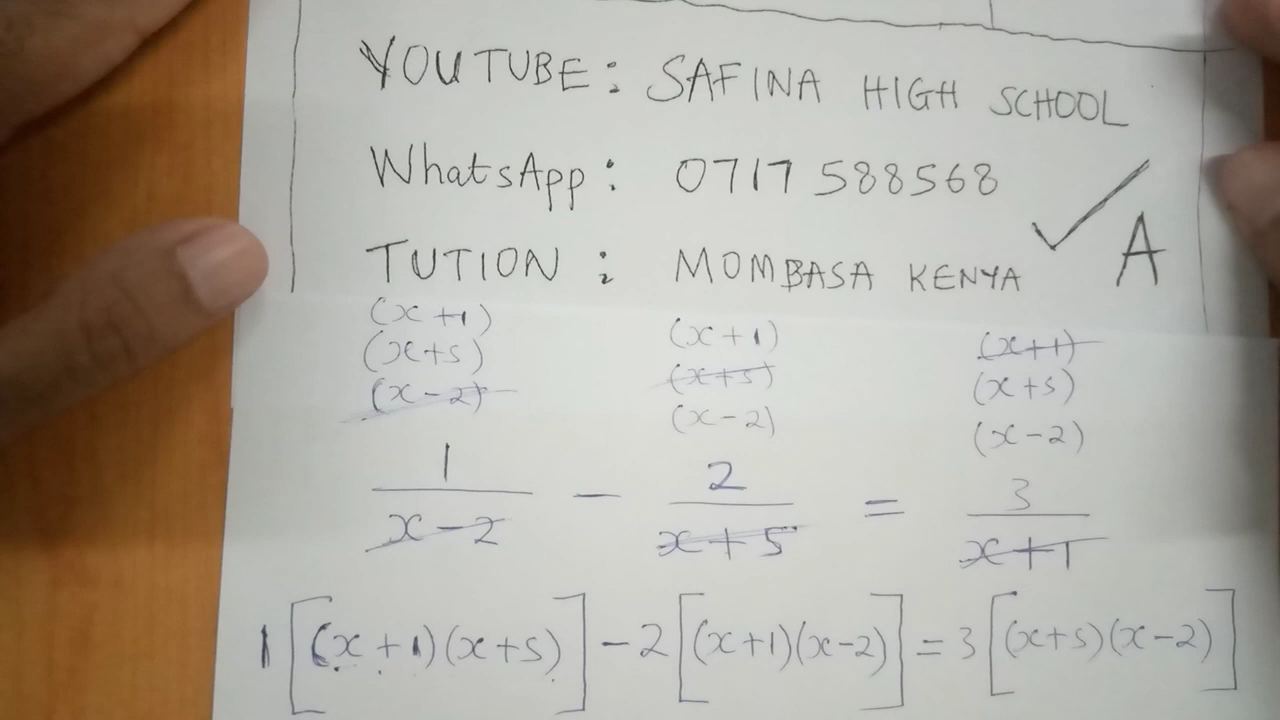 YOUTUBE: SAFINA HIGH SCHOOL
WhatsApp: 0717 588568
TUTION: MOMBASA KENYA
✓ A
(x+1) (x+1) (x+1)
(x+5) (x+5) (x+5)
(x-2) (x-2) (x-2)
1 2 3
— - — = —
x-2 x+5 x+1
1[(x+1)(x+5)] - 2[(x+1)(x-2)] = 3[(x+5)(x-2)]